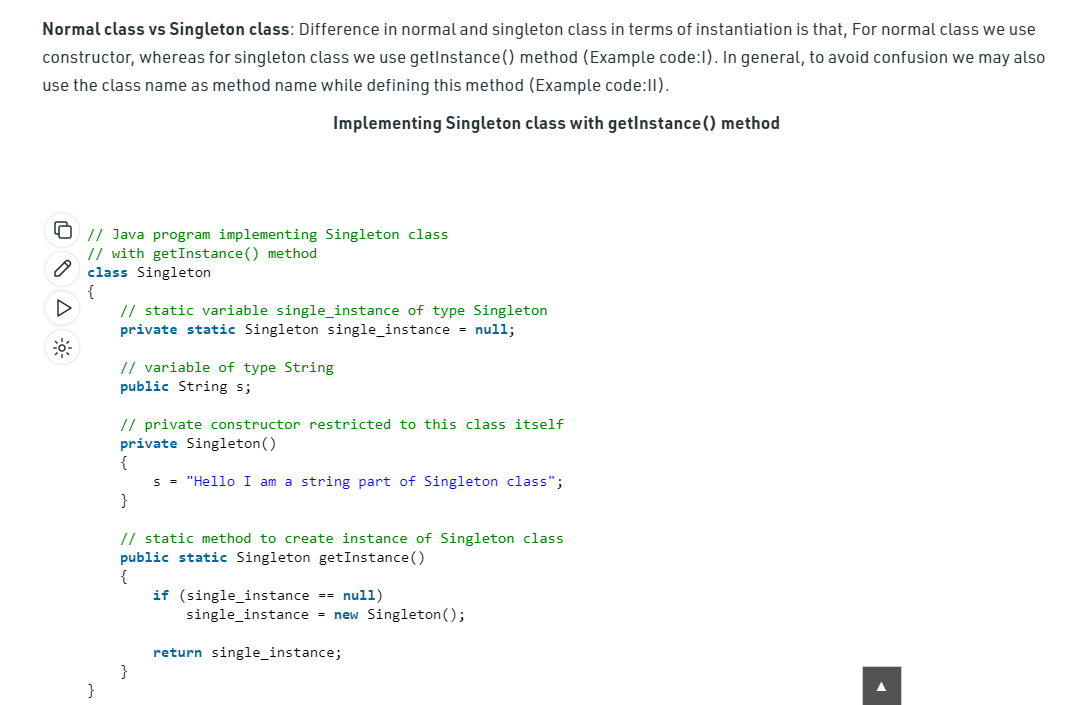 Normal class vs Singleton class: Difference in normal and singleton class in terms of instantiation is that, For normal class we use
constructor, whereas for singleton class we use getInstance() method (Example code:I). In general, to avoid confusion we may also
use the class name as method name while defining this method (Example code:II).
Implementing Singleton class with getInstance() method
// Java program implementing Singleton class
// with getInstance() method
class Singleton
{
    // static variable single_instance of type Singleton
    private static Singleton single_instance = null;
    // variable of type String
    public String s;
    // private constructor restricted to this class itself
    private Singleton()
    {
        s = "Hello I am a string part of Singleton class";
    }
    // static method to create instance of Singleton class
    public static Singleton getInstance()
    {
        if (single_instance == null)
            single_instance = new Singleton();
        return single_instance;
    }
}